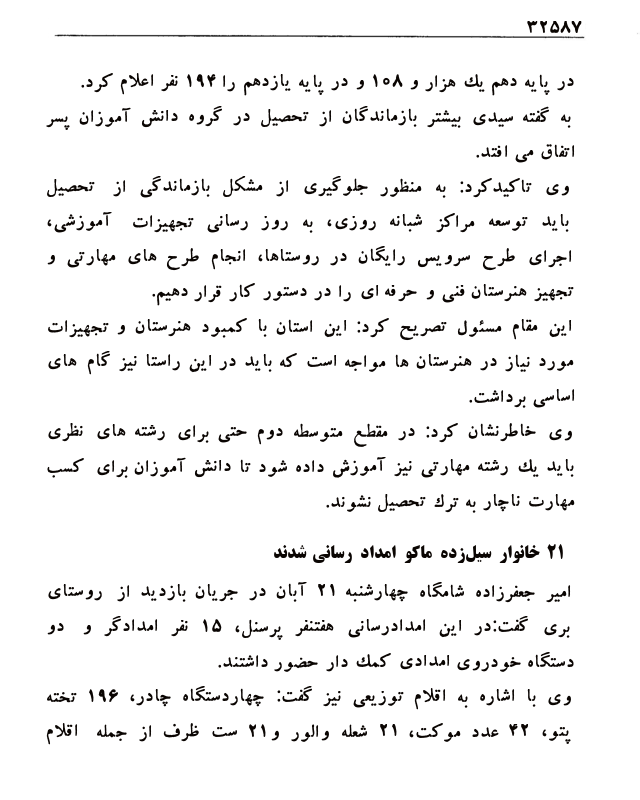 ۳۲۵۸۷
در پایه دهم یك هزار و ۱۰۸ و در پایه یازدهم را ۱۹۴ نفر اعلام کرد.
به گفته سیدی بیشتر بازماندگان از تحصیل در گروه دانش آموزان پسر
اتفاق می افتد.
وی تاکیدکرد: به منظور جلوگیری از مشکل بازماندگی از تحصیل
باید توسعه مراکز شبانه روزی، به روز رسانی تجهیزات آموزشی،
اجرای طرح سرویس رایگان در روستاها، انجام طرح های مهارتی و
تجهیز هنرستان فنی و حرفه ای را در دستور کار قرار دهیم.
این مقام مسئول تصریح کرد: این استان با کمبود هنرستان و تجهیزات
مورد نیاز در هنرستان ها مواجه است که باید در این راستا نیز گام های
اساسی برداشت.
وی خاطرنشان کرد: در مقطع متوسطه دوم حتی برای رشته های نظری
باید یك رشته مهارتی نیز آموزش داده شود تا دانش آموزان برای کسب
مهارت ناچار به ترك تحصیل نشوند.
۲۱ خانوار سیل‌زده ماکو امداد رسانی شدند
امیر جعفرزاده شامگاه چهارشنبه ۲۱ آبان در جریان بازدید از روستای
بری گفت:در این امدادرسانی هفتنفر پرسنل، ۱۵ نفر امدادگر و دو
دستگاه خودروی امدادی کمك دار حضور داشتند.
وی با اشاره به اقلام توزیعی نیز گفت: چهاردستگاه چادر، ۱۹۶ تخته
پتو، ۴۲ عدد موکت، ۲۱ شعله والور و۲۱ ست ظرف از جمله اقلام